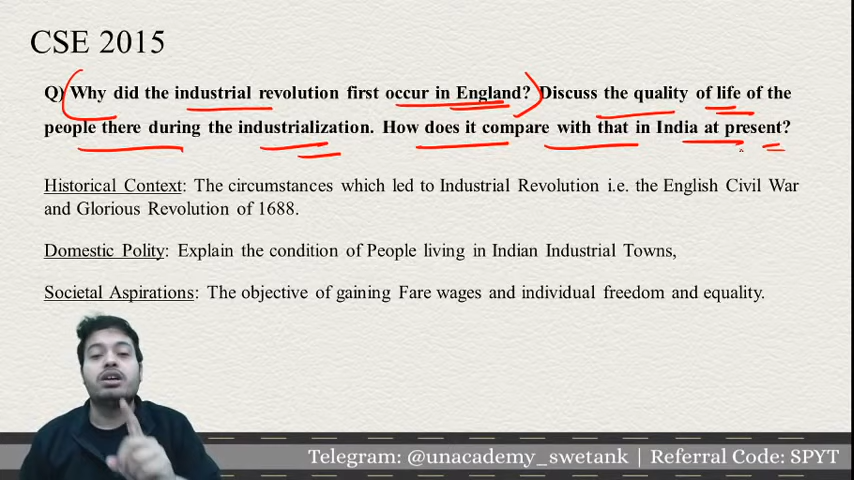 CSE 2015
Q) Why did the industrial revolution first occur in England? Discuss the quality of life of the
people there during the industrialization. How does it compare with that in India at present?
Historical Context: The circumstances which led to Industrial Revolution i.e. the English Civil War
and Glorious Revolution of 1688.
Domestic Polity: Explain the condition of People living in Indian Industrial Towns,
Societal Aspirations: The objective of gaining Fare wages and individual freedom and equality.
Telegram: @unacademy_swetank | Referral Code: SPYT